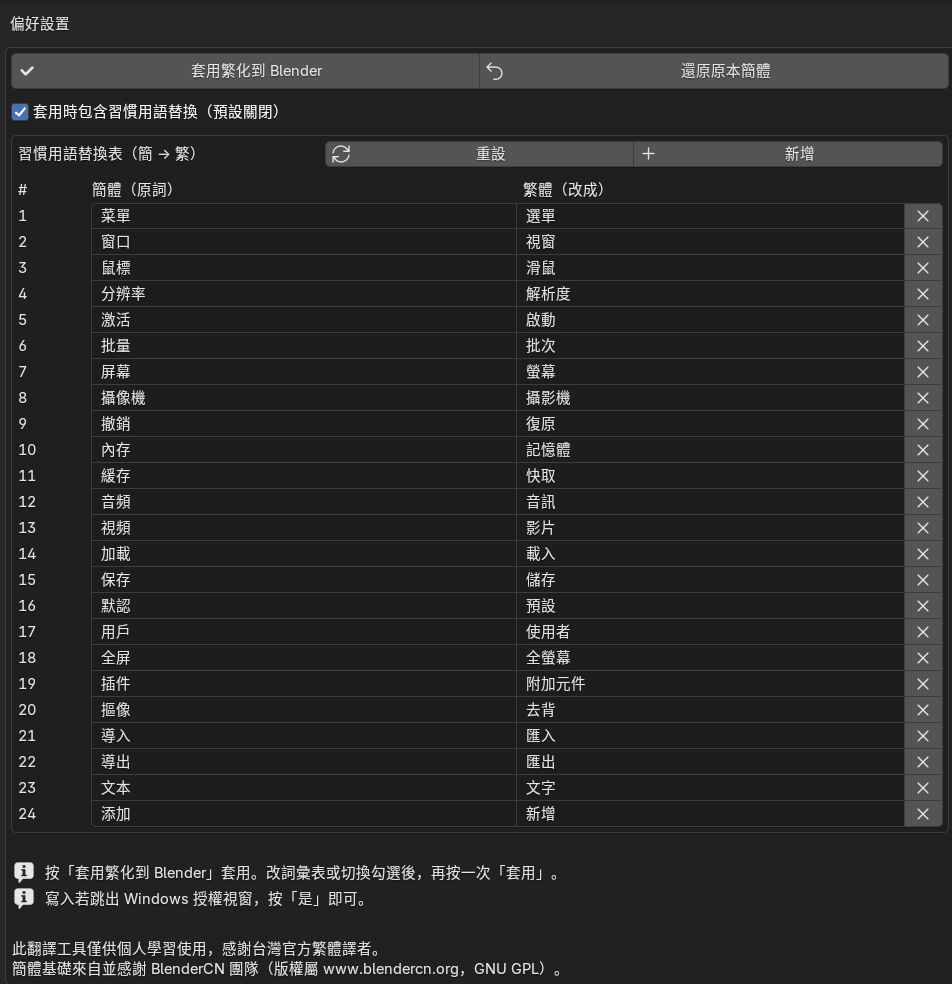 偏好設置
套用繁化到 Blender 還原原本簡體
套用時包含習慣用語替換（預設關閉）
習慣用語替換表（簡 → 繁） 重設 新增
# 簡體（原詞） 繁體（改成）
1 菜單 選單
2 窗口 視窗
3 鼠標 滑鼠
4 分辨率 解析度
5 激活 啟動
6 批量 批次
7 屏幕 螢幕
8 攝像機 攝影機
9 撤銷 復原
10 內存 記憶體
11 緩存 快取
12 音頻 音訊
13 視頻 影片
14 加載 載入
15 保存 儲存
16 默認 預設
17 用戶 使用者
18 全屏 全螢幕
19 插件 附加元件
20 摳像 去背
21 導入 匯入
22 導出 匯出
23 文本 文字
24 添加 新增
按「套用繁化到 Blender」套用。改詞彙表或切換勾選後，再按一次「套用」。
寫入若跳出 Windows 授權視窗，按「是」即可。
此翻譯工具僅供個人學習使用，感謝台灣官方繁體譯者。
簡體基礎來自並感謝 BlenderCN 團隊（版權屬 www.blendercn.org，GNU GPL）。